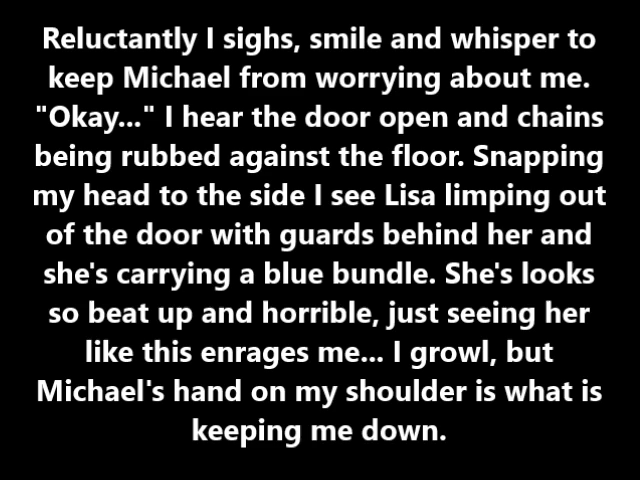 Reluctantly I sighs, smile and whisper to
keep Michael from worrying about me.
"Okay..." I hear the door open and chains
being rubbed against the floor. Snapping
my head to the side I see Lisa limping out
of the door with guards behind her and
she's carrying a blue bundle. She's looks
so beat up and horrible, just seeing her
like this enrages me... I growl, but
Michael's hand on my shoulder is what is
keeping me down.